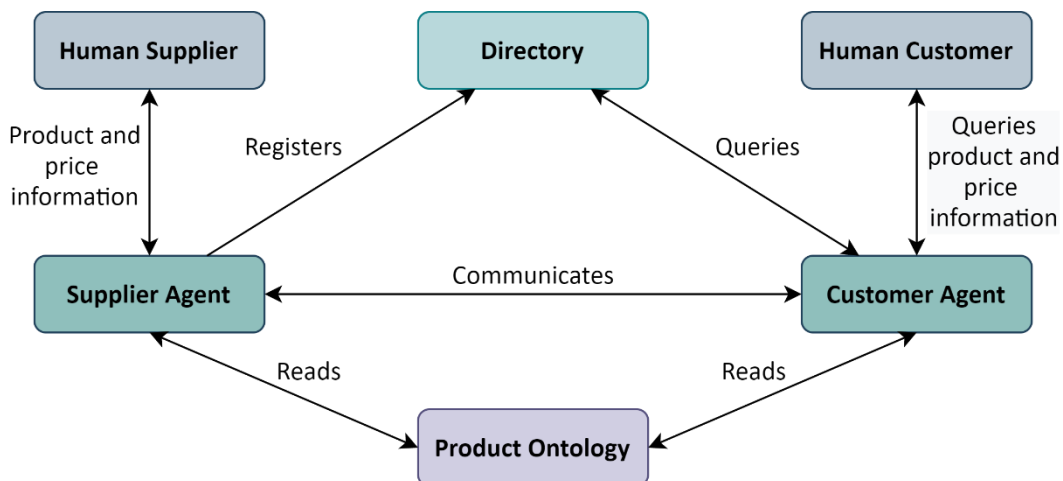 Human Supplier
Directory
Human Customer
Product and
price
information
Registers
Queries
Queries
product and
price
information
Supplier Agent
Communicates
Customer Agent
Reads
Reads
Product Ontology